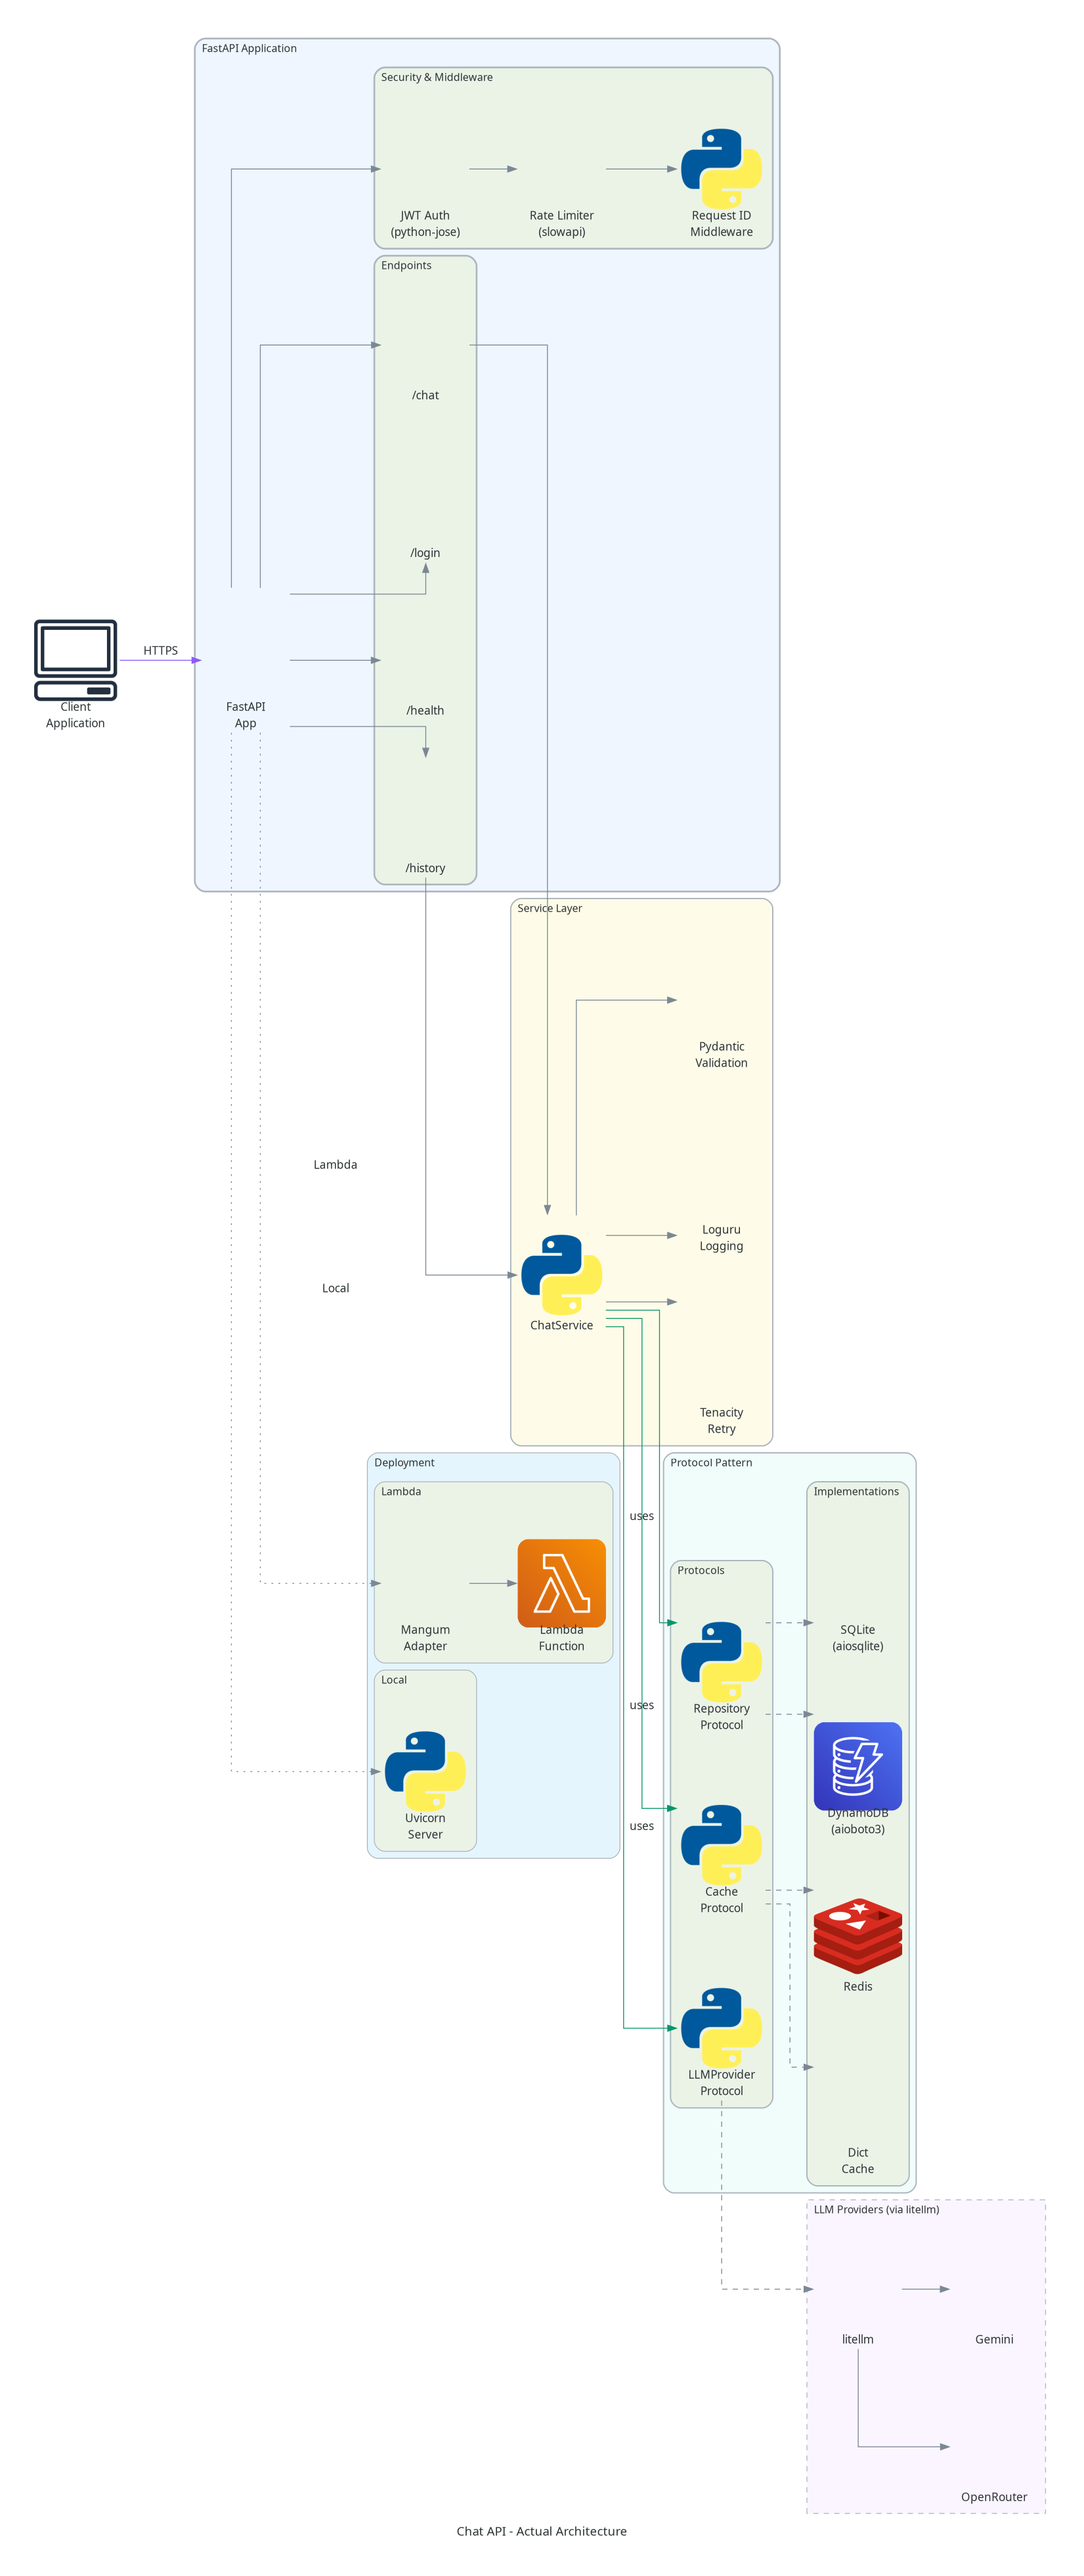 FastAPI Application
Security & Middleware
JWT Auth
(python-jose)
Rate Limiter
(slowapi)
Request ID
Middleware
Endpoints
/chat
/login
HTTPS
Client
Application
FastAPI
App
/health
/history
Service Layer
Pydantic
Validation
Lambda
Loguru
Logging
Local
ChatService
Tenacity
Retry
Deployment
Lambda
Mangum
Adapter
Lambda
Function
Local
Uvicorn
Server
Protocol Pattern
uses
uses
uses
Protocols
Repository
Protocol
Cache
Protocol
LLMProvider
Protocol
Implementations
SQLite
(aiosqlite)
DynamoDB
(aioboto3)
Redis
Dict
Cache
LLM Providers (via litellm)
litellm
Gemini
OpenRouter
Chat API - Actual Architecture